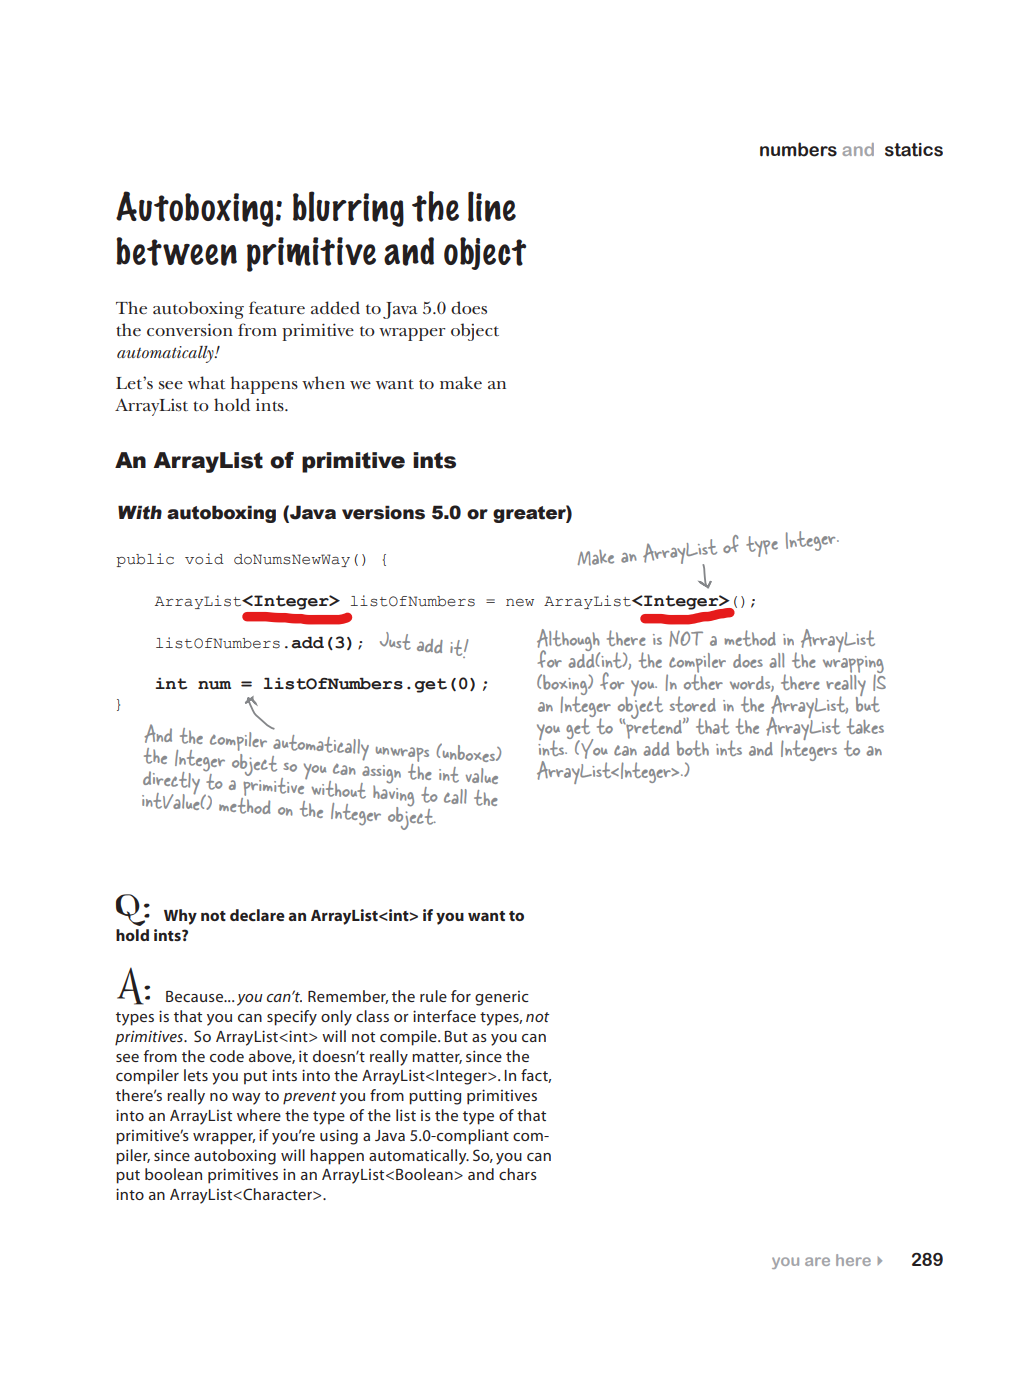 numbers and statics
Autoboxing: blurring the line
between primitive and object
The autoboxing feature added to Java 5.0 does
the conversion from primitive to wrapper object
automatically!
Let's see what happens when we want to make an
ArrayList to hold ints.
An ArrayList of primitive ints
With autoboxing (Java versions 5.0 or greater)
public void doNumsNewWay() {
Make an ArrayList of type Integer.
ArrayList<Integer> listOfNumbers = new ArrayList<Integer>();
listOfNumbers.add(3);
Just add it!
int num = listOfNumbers.get(0);
}
Although there is NOT a method in ArrayList
for add(int), the compiler does all the wrapping
(boxing) for you. In other words, there really IS
an Integer object stored in the ArrayList, but
you get to "pretend" that the ArrayList takes
ints. (You can add both ints and Integers to an
ArrayList<Integer>.)
And the compiler automatically unwraps (unboxes)
the Integer object so you can assign the int value
directly to a primitive without having to call the
intValue() method on the Integer object.
Q: Why not declare an ArrayList<int> if you want to
hold ints?
A: Because... you can't. Remember, the rule for generic
types is that you can specify only class or interface types, not
primitives. So ArrayList<int> will not compile. But as you can
see from the code above, it doesn't really matter, since the
compiler lets you put ints into the ArrayList<Integer>. In fact,
there's really no way to prevent you from putting primitives
into an ArrayList where the type of the list is the type of that
primitive's wrapper, if you're using a Java 5.0-compliant com-
piler, since autoboxing will happen automatically. So, you can
put boolean primitives in an ArrayList<Boolean> and chars
into an ArrayList<Character>.
you are here 289